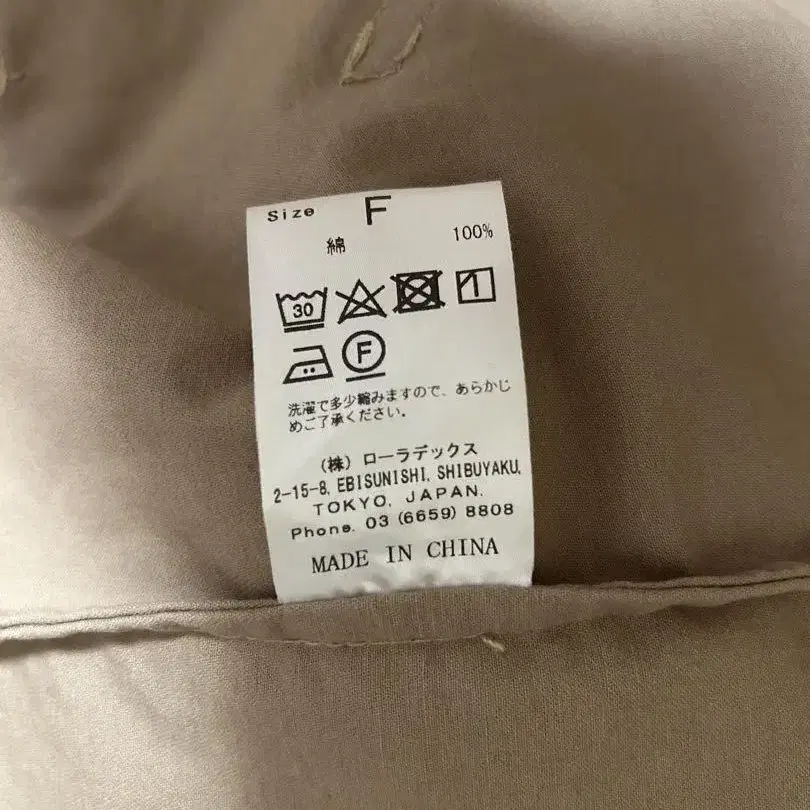 Size F
綿 100%
30
F
洗濯で多少縮みますので、あらかじ
めご了承ください。
(株) ローラデックス
2-15-8, EBISUNISHI, SHIBUYAKU,
TOKYO, JAPAN.
Phone. 03 (6659) 8808
MADE IN CHINA